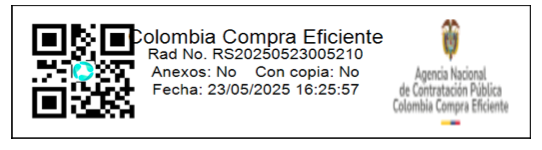 Colombia Compra Eficiente
Rad No. RS20250523005210
Anexos: No Con copia: No
Fecha: 23/05/2025 16:25:57
Agencia Nacional
de Contratación Pública
Colombia Compra Eficiente